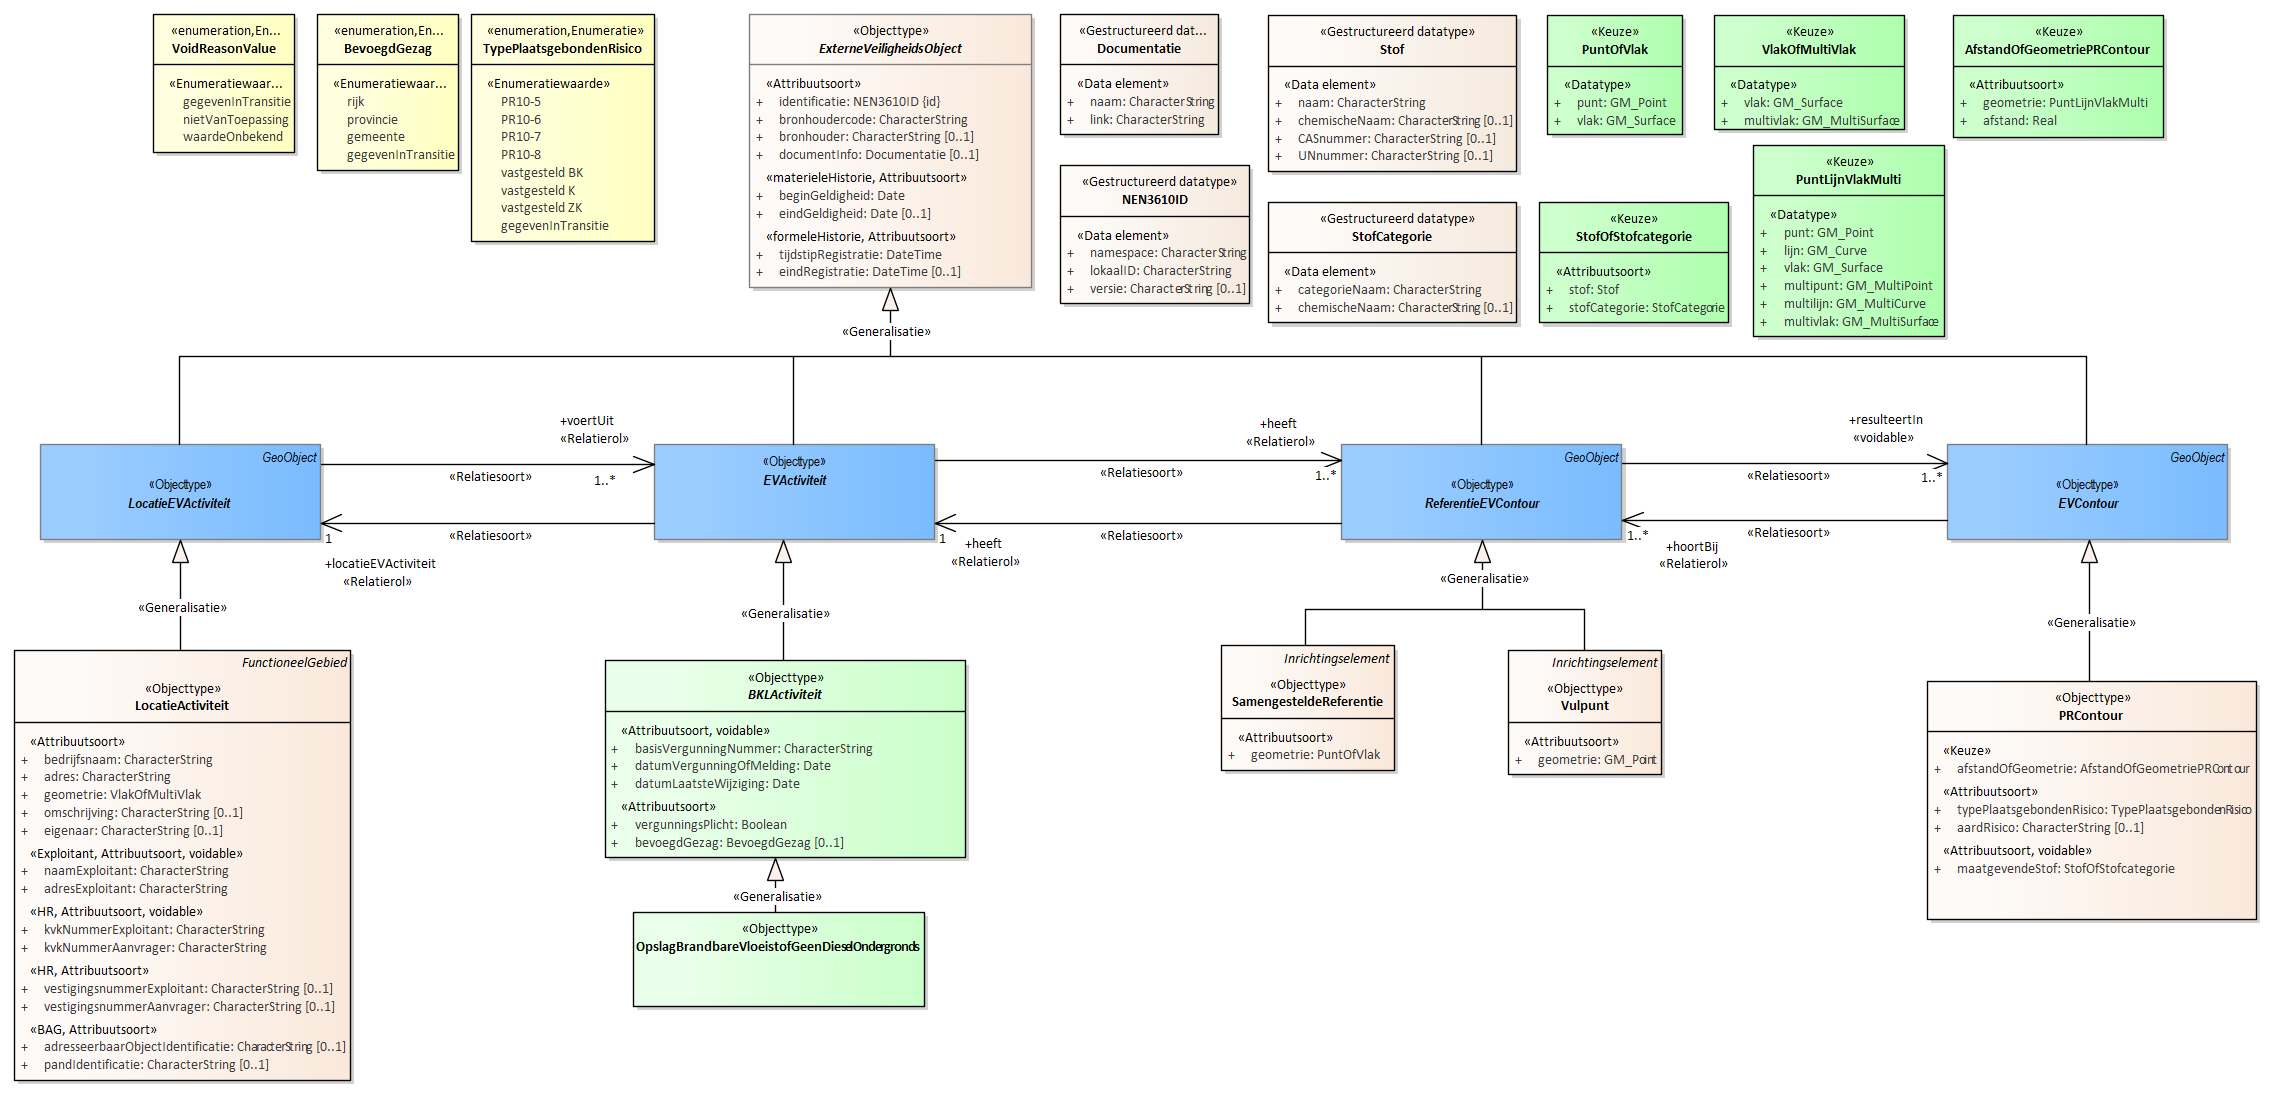 «enumeration,En...
VoidReasonValue
«Enumeratiewaar...
gegevenInTransitie
nietVanToepassing
waardeOnbekend
«enumeration,En...
BevoegdGezag
«Enumeratiewaar...
rijk
provincie
gemeente
gegevenInTransitie
«enumeration,Enumeratie»
TypePlaatsgebondenRisico
«Enumeratiewaarde»
PR10-5
PR10-6
PR10-7
PR10-8
vastgesteld BK
vastgesteld K
vastgesteld ZK
gegevenInTransitie
«Objecttype»
ExterneVeiligheidsObject
«Attribuutsoort»
+ identificatie: NEN3610ID {id}
+ bronhoudercode: CharacterString
+ bronhouder: CharacterString [0..1]
+ documentInfo: Documentatie [0..1]
«materieleHistorie, Attribuutsoort»
+ beginGeldigheid: Date
+ eindGeldigheid: Date [0..1]
«formeleHistorie, Attribuutsoort»
+ tijdstipRegistratie: DateTime
+ eindRegistratie: DateTime [0..1]
«Gestructureerd dat...
Documentatie
«Data element»
+ naam: CharacterString
+ link: CharacterString
«Gestructureerd datatype»
NEN3610ID
«Data element»
+ namespace: CharacterString
+ lokaalID: CharacterString
+ versie: CharacterString [0..1]
«Gestructureerd datatype»
Stof
«Data element»
+ naam: CharacterString
+ chemischeNaam: CharacterString [0..1]
+ CASnummer: CharacterString [0..1]
+ UNnummer: CharacterString [0..1]
«Gestructureerd datatype»
StofCategorie
«Data element»
+ categorieNaam: CharacterString
+ chemischeNaam: CharacterString [0..1]
«Keuze»
PuntOfVlak
«Datatype»
+ punt: GM_Point
+ vlak: GM_Surface
«Keuze»
StofOfStofcategorie
«Attribuutsoort»
+ stof: Stof
+ stofCategorie: StofCategorie
«Keuze»
VlakOfMultiVlak
«Datatype»
+ vlak: GM_Surface
+ multivlak: GM_MultiSurface
«Keuze»
PuntLijnVlakMulti
«Datatype»
+ punt: GM_Point
+ lijn: GM_Curve
+ vlak: GM_Surface
+ multipunt: GM_MultiPoint
+ multilijn: GM_MultiCurve
+ multivlak: GM_MultiSurface
«Keuze»
AfstandOfGeometriePRContour
«Attribuutsoort»
+ geometrie: PuntLijnVlakMulti
+ afstand: Real
«Generalisatie»
GeoObject
«Objecttype»
LocatieEVActiviteit
+voertUit
«Relatierol»
«Relatiesoort»
1..*
«Relatiesoort»
1
+locatieEVActiviteit
«Relatierol»
«Objecttype»
EVActiviteit
+heeft
«Relatierol»
«Relatiesoort»
1..*
«Relatiesoort»
1
+heeft
«Relatierol»
GeoObject
«Objecttype»
ReferentieEVContour
+resulteertIn
«voidable»
«Relatiesoort»
1..*
«Relatiesoort»
1..*
+hoortBij
«Relatierol»
GeoObject
«Objecttype»
EVContour
«Generalisatie»
«Generalisatie»
«Generalisatie»
«Generalisatie»
FunctioneelGebied
«Objecttype»
LocatieActiviteit
«Attribuutsoort»
+ bedrijfsnaam: CharacterString
+ adres: CharacterString
+ geometrie: VlakOfMultiVlak
+ omschrijving: CharacterString [0..1]
+ eigenaar: CharacterString [0..1]
«Exploitant, Attribuutsoort, voidable»
+ naamExploitant: CharacterString
+ adresExploitant: CharacterString
«HR, Attribuutsoort, voidable»
+ kvkNummerExploitant: CharacterString
+ kvkNummerAanvrager: CharacterString
«HR, Attribuutsoort»
+ vestigingsnummerExploitant: CharacterString [0..1]
+ vestigingsnummerAanvrager: CharacterString [0..1]
«BAG, Attribuutsoort»
+ adresseerbaarObjectIdentificatie: CharacterString [0..1]
+ pandIdentificatie: CharacterString [0..1]
«Objecttype»
BKLActiviteit
«Attribuutsoort, voidable»
+ basisVergunningNummer: CharacterString
+ datumVergunningOfMelding: Date
+ datumLaatsteWijziging: Date
«Attribuutsoort»
+ vergunningsPlicht: Boolean
+ bevoegdGezag: BevoegdGezag [0..1]
«Generalisatie»
«Objecttype»
OpslagBrandbareVloeistofGeenDieselOndergronds
Inrichtingselement
«Objecttype»
SamengesteldeReferentie
«Attribuutsoort»
+ geometrie: PuntOfVlak
Inrichtingselement
«Objecttype»
Vulpunt
«Attribuutsoort»
+ geometrie: GM_Point
«Objecttype»
PRContour
«Keuze»
+ afstandOfGeometrie: AfstandOfGeometriePRContour
«Attribuutsoort»
+ typePlaatsgebondenRisico: TypePlaatsgebondenRisico
+ aardRisico: CharacterString [0..1]
«Attribuutsoort, voidable»
+ maatgevendeStof: StofOfStofcategorie